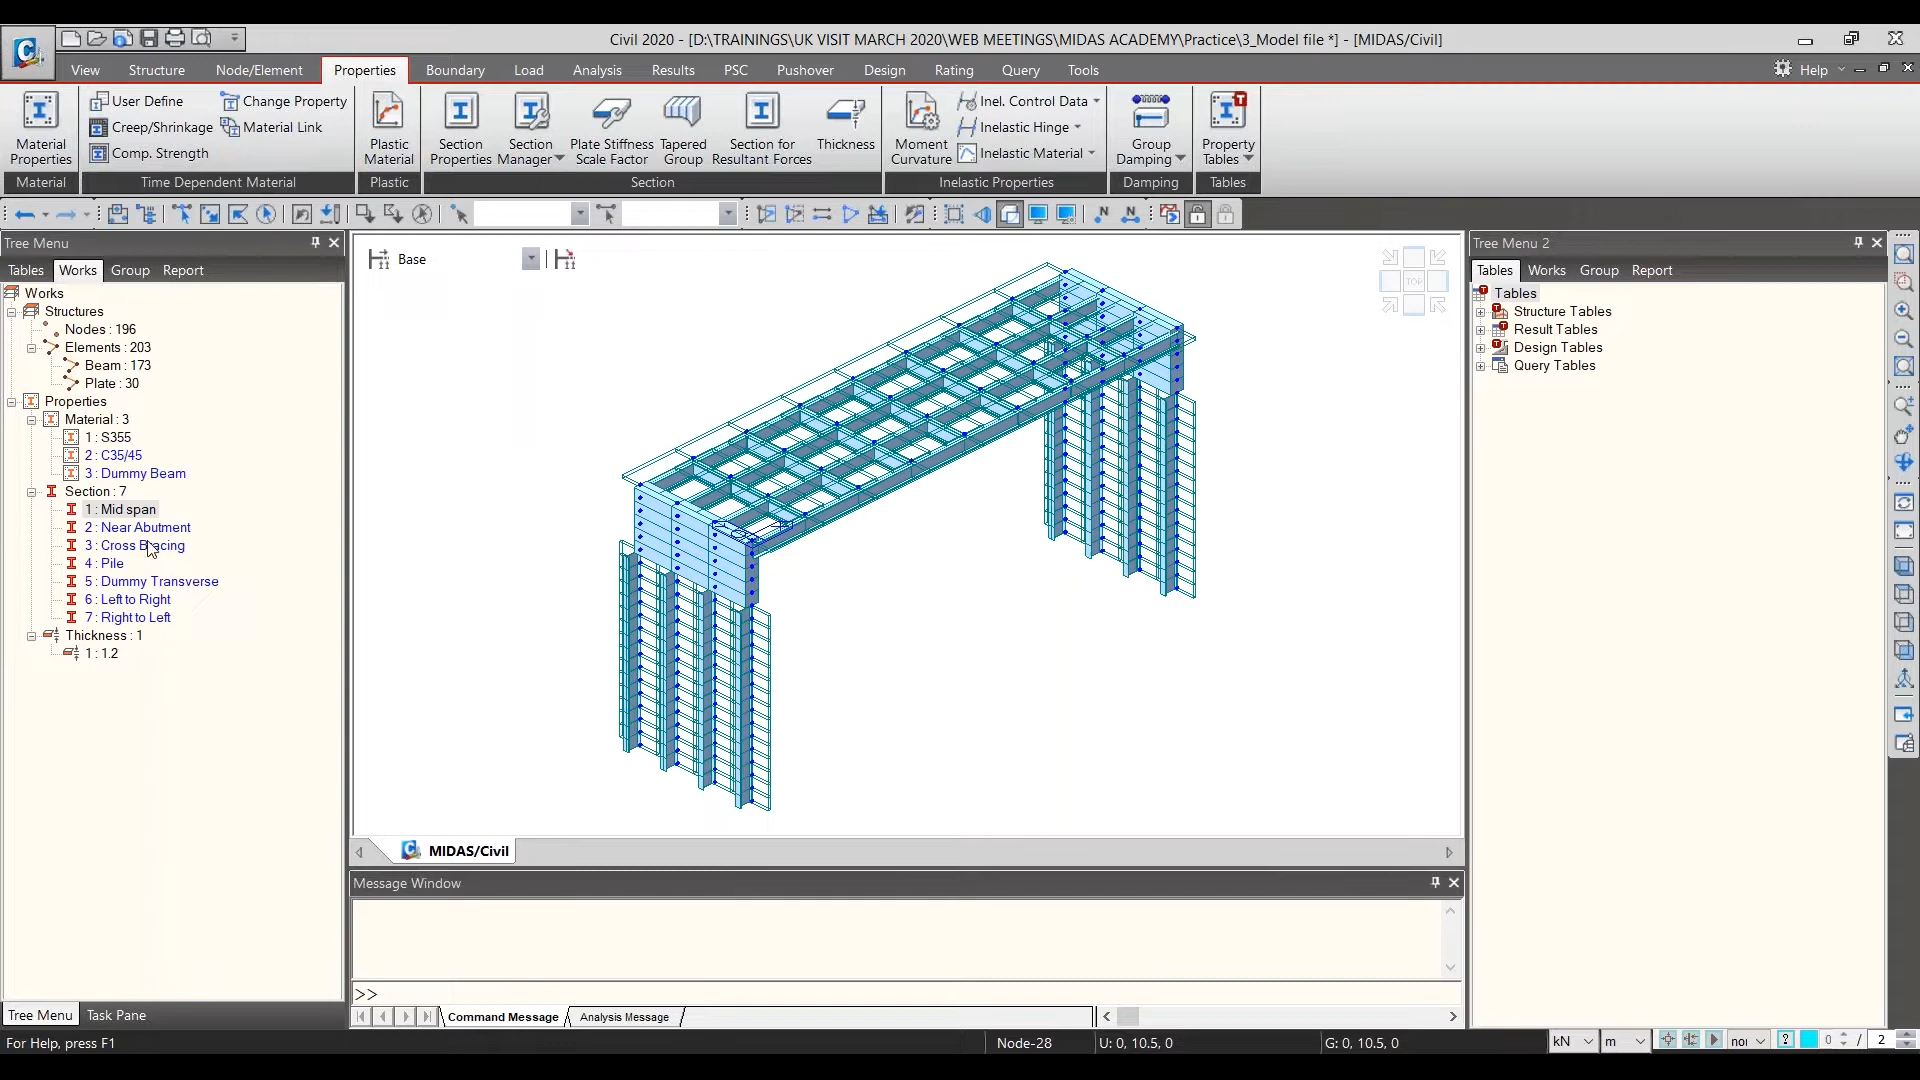 Civil 2020 - [D:\TRAININGS\UK VISIT MARCH 2020\WEB MEETINGS\MIDAS ACADEMY\Practice\3_Model file *] - [MIDAS/Civil]
View Structure Node/Element Properties Boundary Load Analysis Results PSC Pushover Design Rating Query Tools Help
Material Properties
User Define
Creep/Shrinkage
Comp. Strength
Change Property
Material Link
Plastic Material
Section Properties
Section Manager
Plate Stiffness Scale Factor
Tapered Group
Section for Resultant Forces
Thickness
Moment Curvature
Inel. Control Data
Inelastic Hinge
Inelastic Material
Group Damping
Property Tables
Material Time Dependent Material Plastic Section Inelastic Properties Damping Tables
Tree Menu
Tables Works Group Report
Works
Structures
Nodes : 196
Elements : 203
Beam : 173
Plate : 30
Properties
Material : 3
1 : S355
2 : C35/45
3 : Dummy Beam
Section : 7
1 : Mid span
2 : Near Abutment
3 : Cross Bracing
4 : Pile
5 : Dummy Transverse
6 : Left to Right
7 : Right to Left
Thickness : 1
1 : 1.2
Tree Menu Task Pane
Base
TOP
MIDAS/Civil
Message Window
>>
Command Message Analysis Message
Tree Menu 2
Tables Works Group Report
Tables
Structure Tables
Result Tables
Design Tables
Query Tables
For Help, press F1 Node-28 U: 0, 10.5, 0 G: 0, 10.5, 0 kN m nor 0 / 2